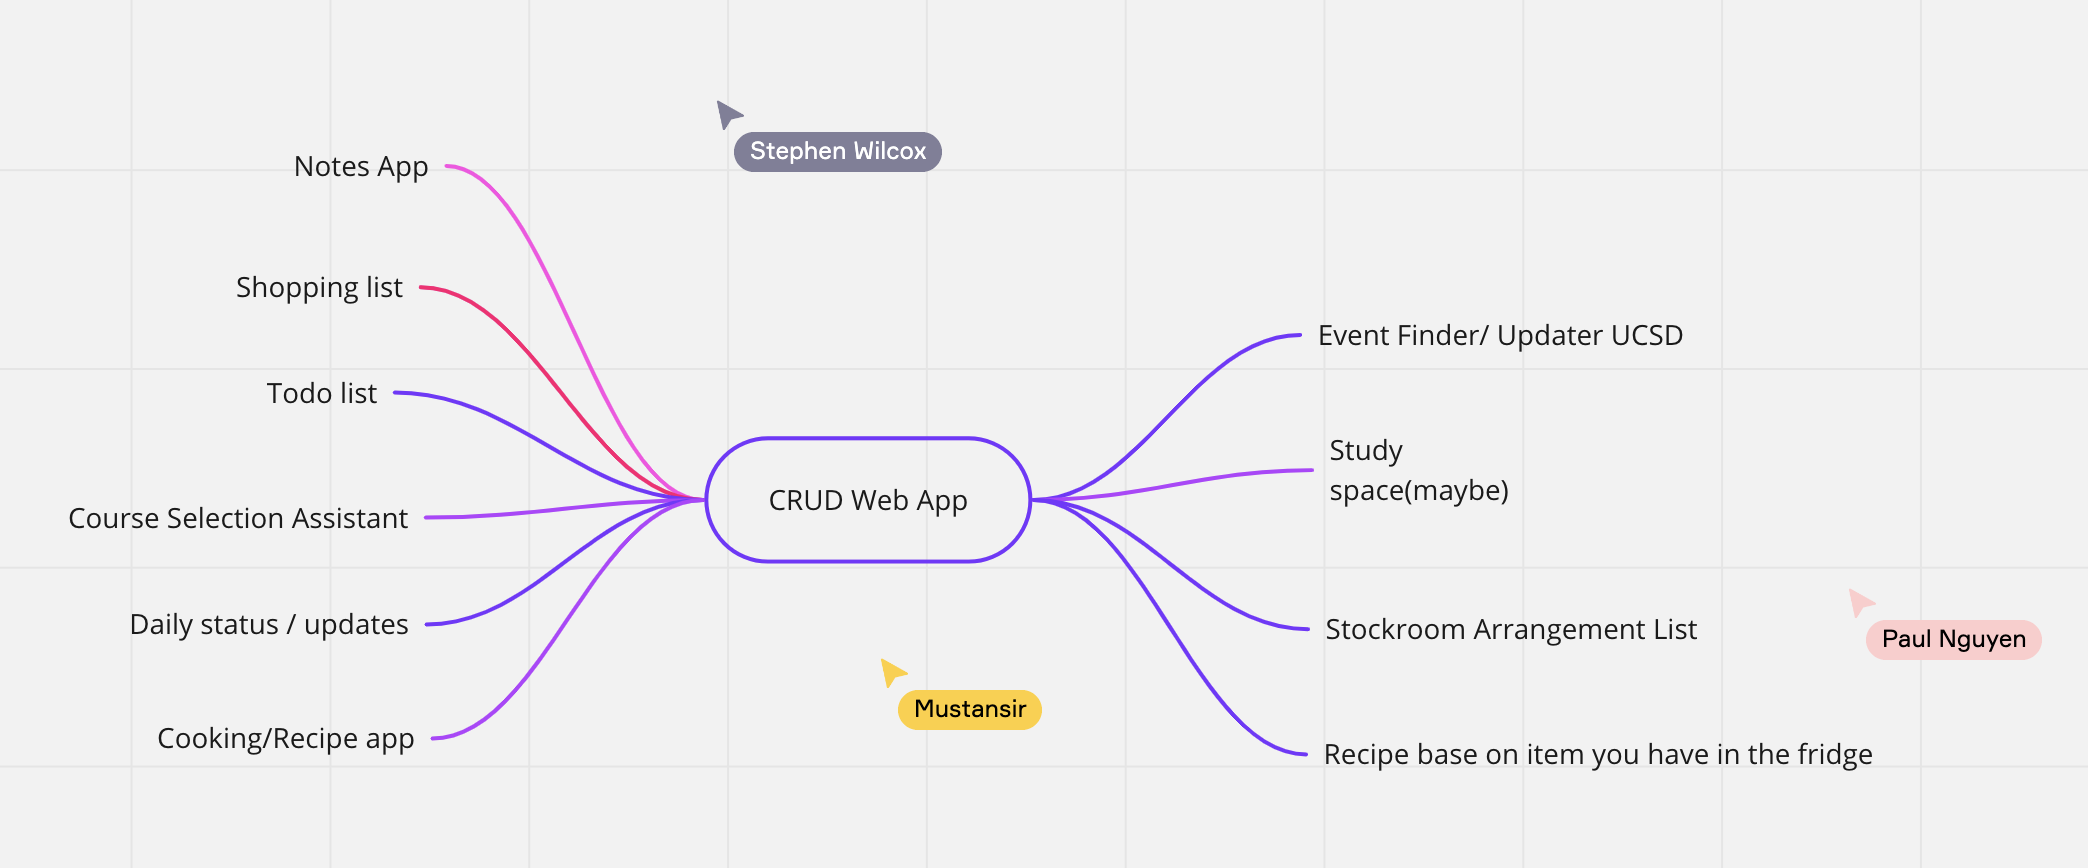 Stephen Wilcox
Notes App
Shopping list
Todo list
Course Selection Assistant
Daily status / updates
Cooking/Recipe app
CRUD Web App
Event Finder/ Updater UCSD
Study
space(maybe)
Stockroom Arrangement List
Recipe base on item you have in the fridge
Paul Nguyen
Mustansir